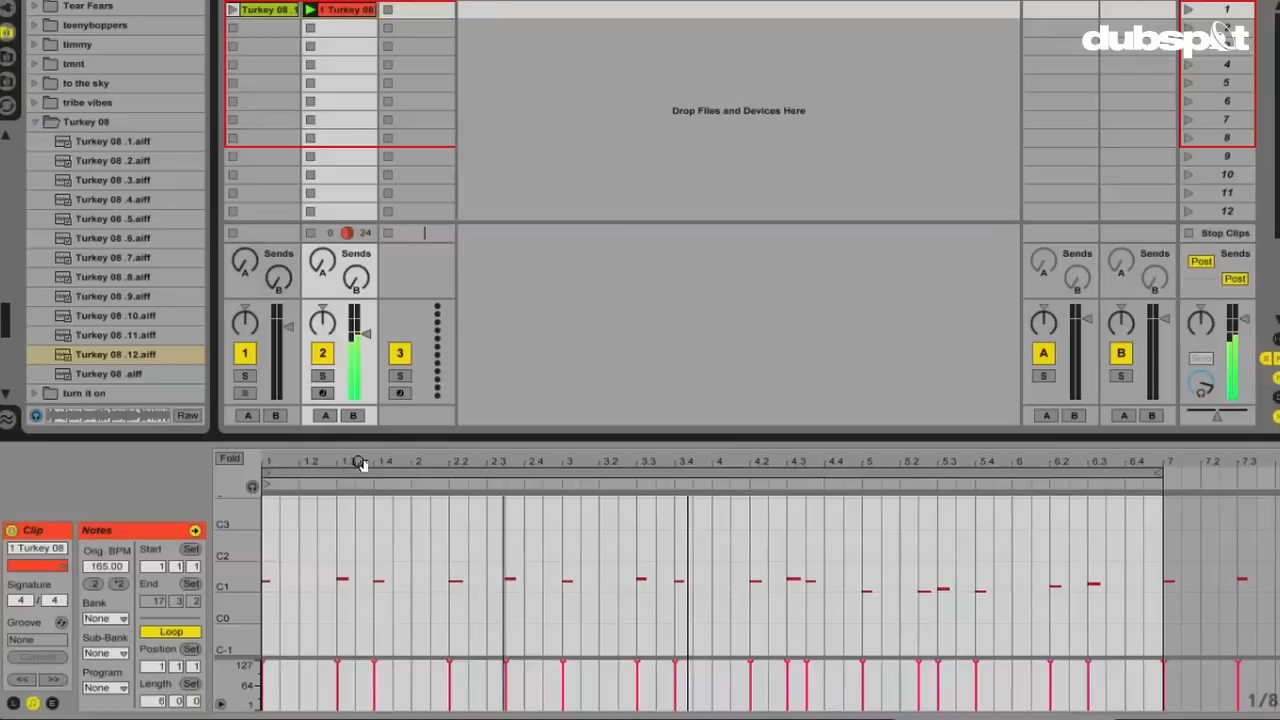 Tear Fears
teenyboppers
timmy
tmnt
to the sky
tribe vibes
Turkey 08
Turkey 08 .1.aiff
Turkey 08 .2.aiff
Turkey 08 .3.aiff
Turkey 08 .4.aiff
Turkey 08 .5.aiff
Turkey 08 .6.aiff
Turkey 08 .7.aiff
Turkey 08 .8.aiff
Turkey 08 .9.aiff
Turkey 08 .10.aiff
Turkey 08 .11.aiff
Turkey 08 .12.aiff
Turkey 08 .aiff
turn it on
Raw
Turkey 08 .1 1 Turkey 08 1
dubspot
4
5
6
7
8
9
10
11
12
Drop Files and Devices Here
0 24 Stop Clips
Sends Sends Sends Sends Sends
A B A B A B A B Post Post
1 2 3 A B Solo
S S S S S
A B A B A B A B
Fold 1 1.2 1.4 2 2.2 2.3 2.4 3 3.2 3.3 3.4 4 4.2 4.3 4.4 5 5.2 5.3 5.4 6 6.2 6.3 6.4 7 7.2 7.3
C3
C2
C1
C0
C-1
127
64
1
Clip
1 Turkey 08
Signature
4 / 4
Groove
None
Commit
<< >>
L E
Notes
Orig. BPM
165.00
:2 *2
Bank
None
Sub-Bank
None
Program
None
Start Set
1 1 1
End Set
17 3 2
Loop
Position Set
1 1 1
Length Set
6 0 0
1/8